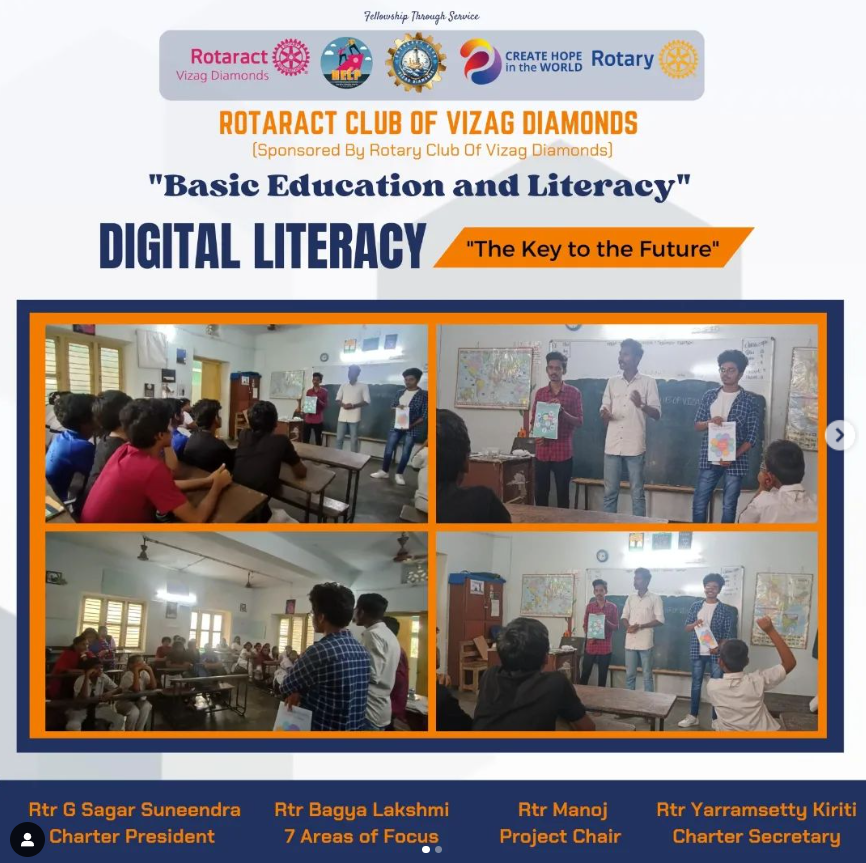 Fellowship Through Service
Rotaract
Vizag Diamonds
HELP
CREATE HOPE
in the WORLD
Rotary
ROTARACT CLUB OF VIZAG DIAMONDS
(Sponsored By Rotary Club Of Vizag Diamonds)
"Basic Education and Literacy"
DIGITAL LITERACY
"The Key to the Future"
Rtr G Sagar Suneendra
Charter President
Rtr Bagya Lakshmi
7 Areas of Focus
Rtr Manoj
Project Chair
Rtr Yarramsetty Kiriti
Charter Secretary